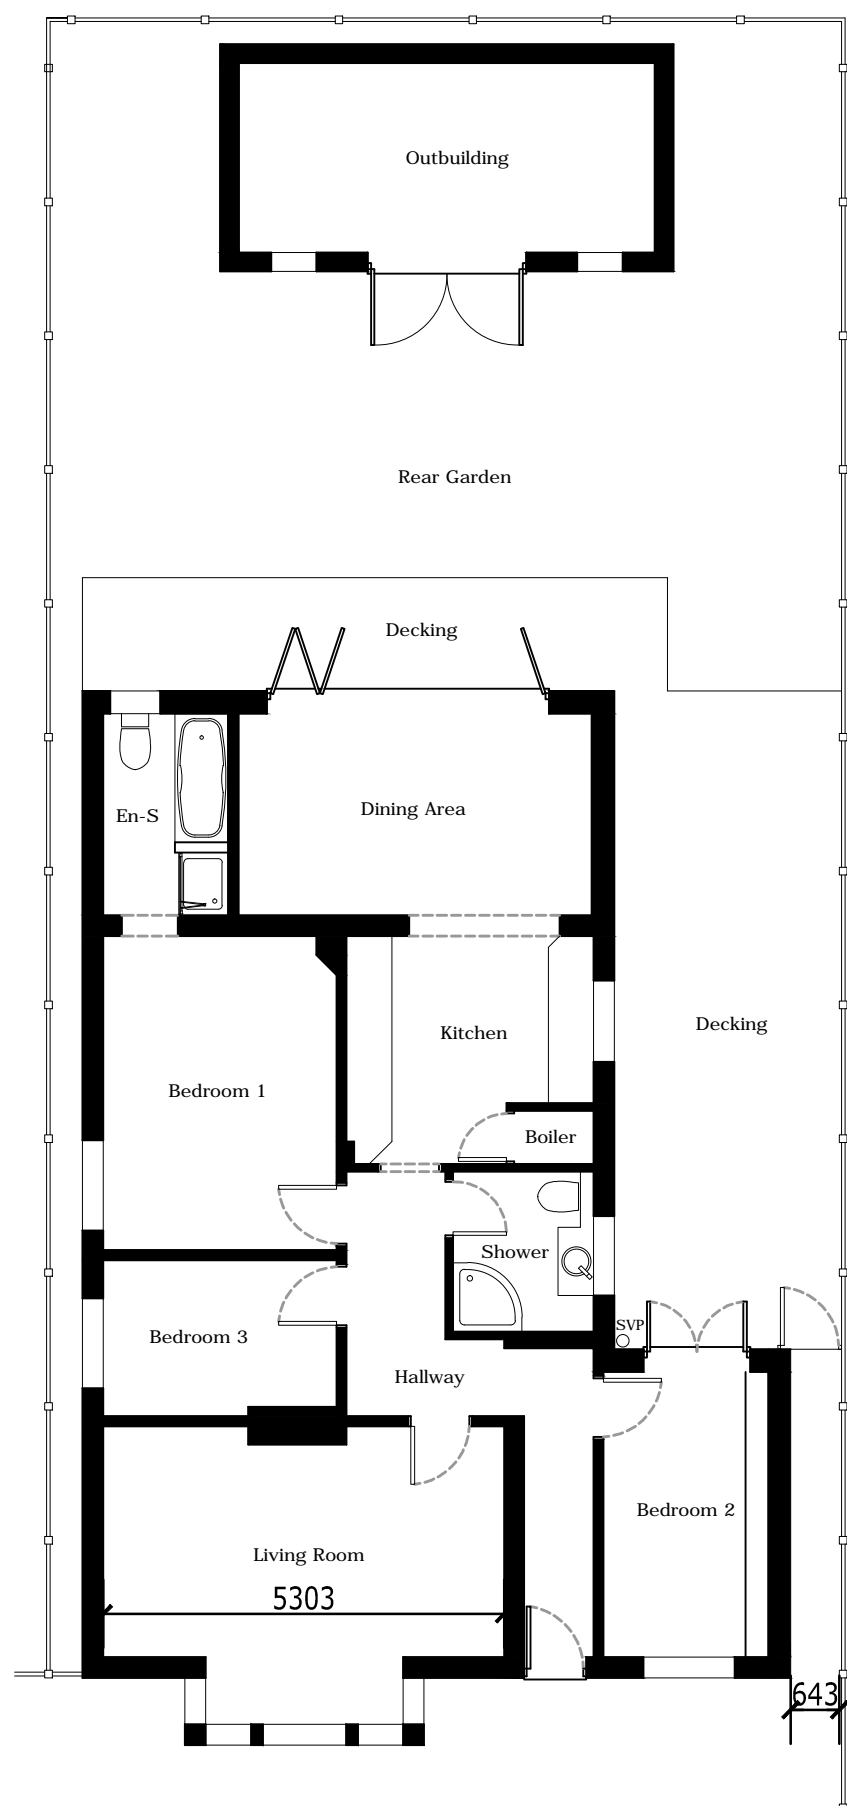 Outbuilding
Rear Garden
Decking
Dining Area
En-S
Decking
Kitchen
Bedroom 1
Boiler
Shower
SVP
Bedroom 3
Hallway
Bedroom 2
Living Room
5303
643